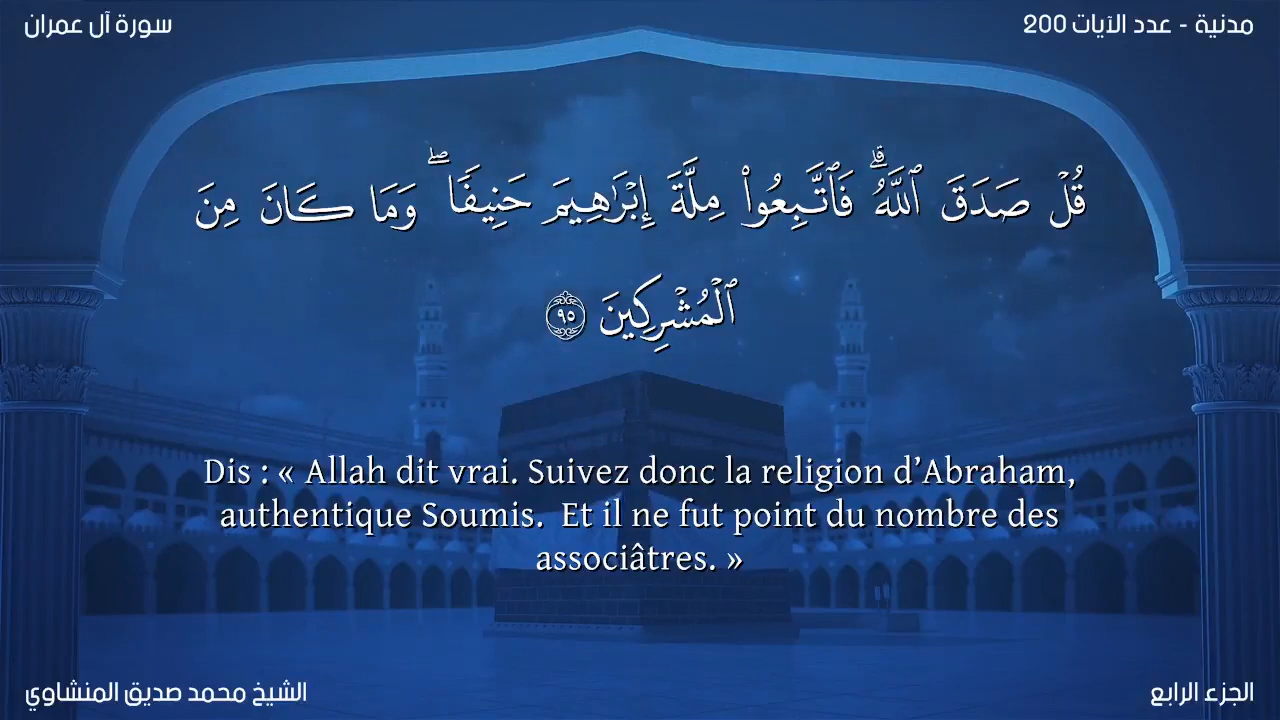 مدنية - عدد الآيات 200
سورة آل عمران
قُلْ صَدَقَ ٱللَّهُ ۗ فَٱتَّبِعُوا۟ مِلَّةَ إِبْرَٰهِيمَ حَنِيفًا ۖ وَمَا كَانَ مِنَ
ٱلْمُشْرِكِينَ ٩٥
Dis : « Allah dit vrai. Suivez donc la religion d’Abraham,
authentique Soumis.  Et il ne fut point du nombre des
associâtres. »
الجزء الرابع
الشيخ محمد صديق المنشاوي